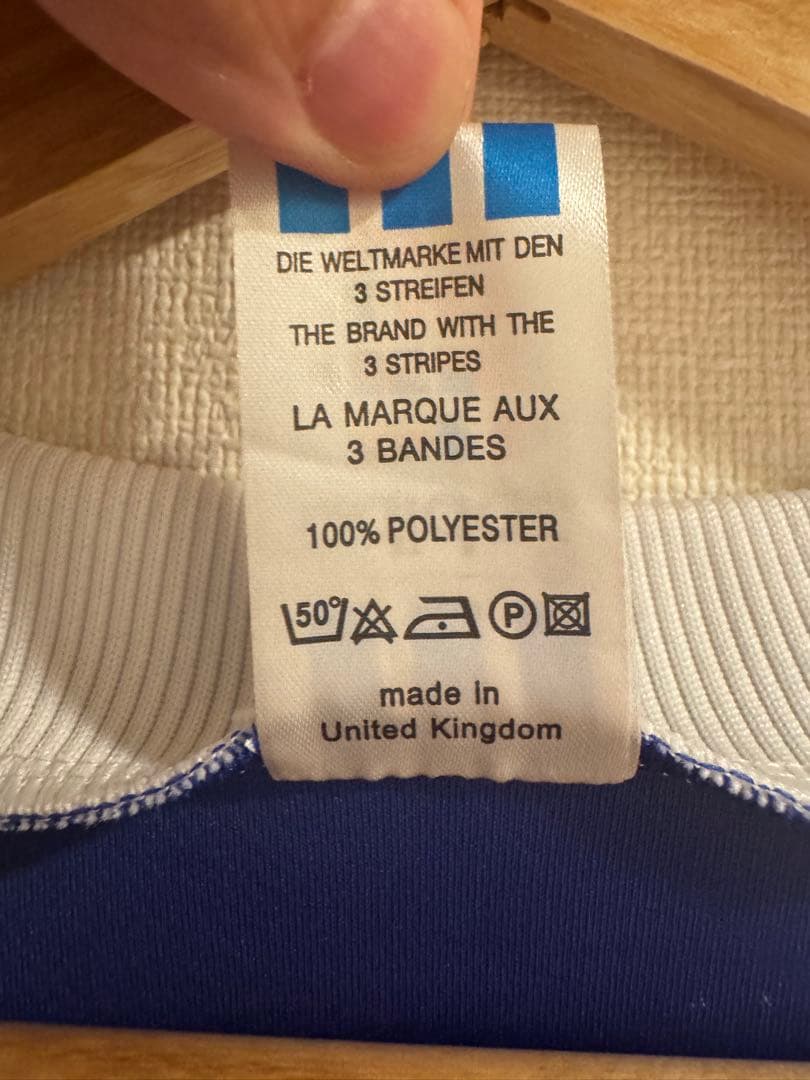 DIE WELTMARKE MIT DEN
3 STREIFEN
THE BRAND WITH THE
3 STRIPES
LA MARQUE AUX
3 BANDES
100% POLYESTER
50° P
made in
United Kingdom